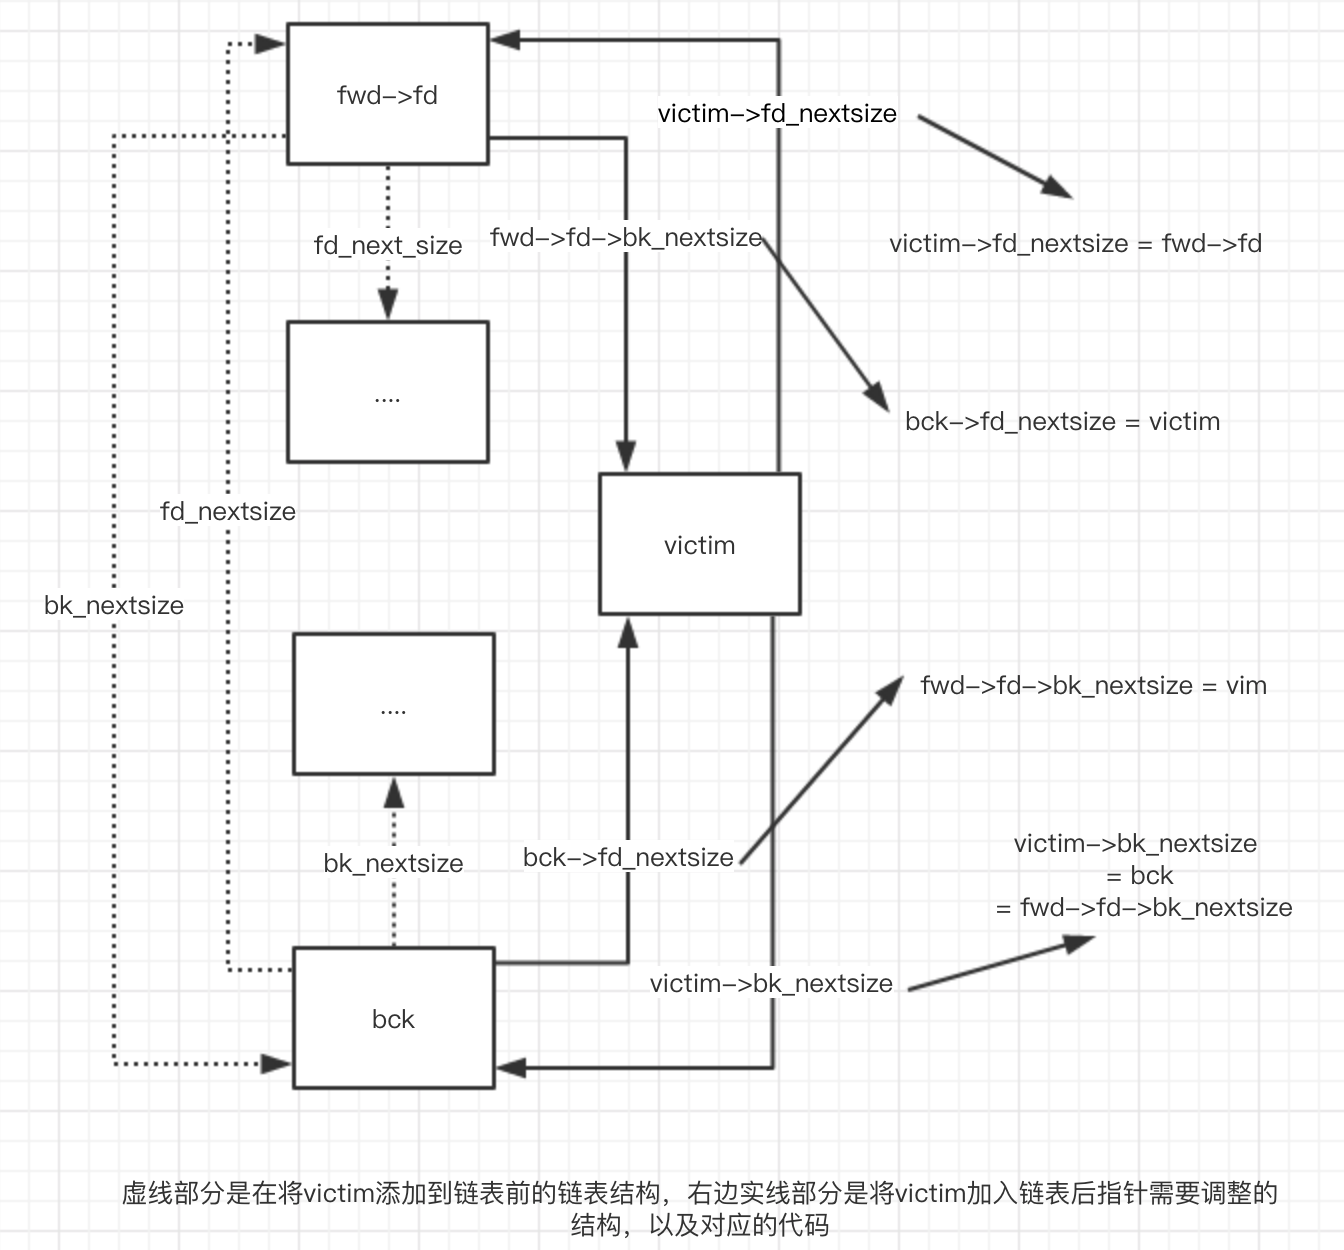 fwd->fd
victim->fd_nextsize
fd_next_size
fwd->fd->bk_nextsize
victim->fd_nextsize = fwd->fd
....
bck->fd_nextsize = victim
fd_nextsize
victim
bk_nextsize
....
fwd->fd->bk_nextsize = vim
bk_nextsize
bck->fd_nextsize
victim->bk_nextsize
= bck
= fwd->fd->bk_nextsize
victim->bk_nextsize
bck
虚线部分是在将victim添加到链表前的链表结构，右边实线部分是将victim加入链表后指针需要调整的
结构，以及对应的代码